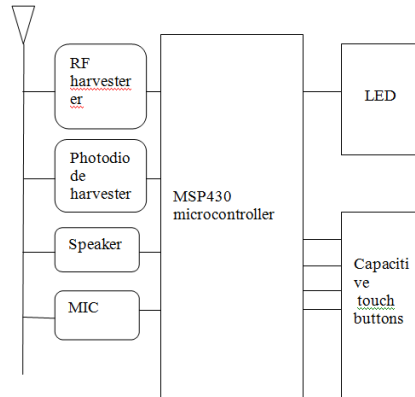 RF
harvester
er
Photodio
de
harvester
Speaker
MIC
MSP430
microcontroller
LED
Capaciti
ve
touch
buttons